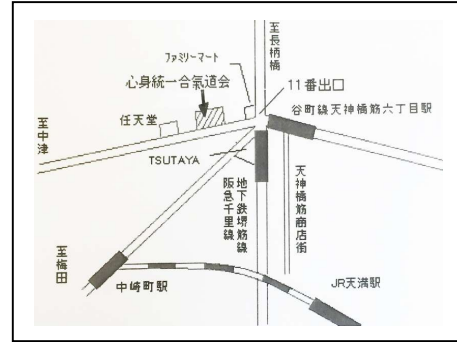 至長柄橋
ファミリーマート
心身統一合氣道会
11番出口
任天堂
谷町線天神橋筋六丁目駅
至中津
TSUTAYA
地下鉄堺筋線
阪急千里線
天神橋筋商店街
至梅田
中崎町駅
JR天満駅